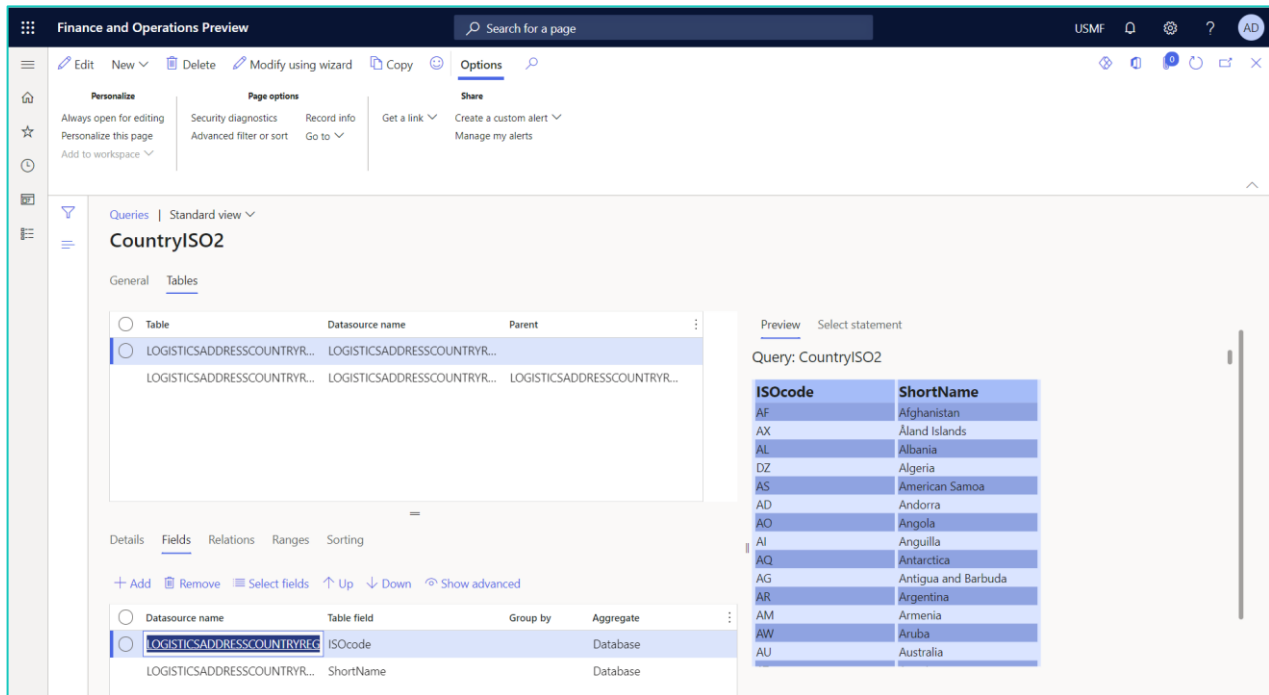 Finance and Operations Preview
Search for a page
USMF
?
AD
Edit New Delete Modify using wizard Copy Options
0
Personalize
Always open for editing
Personalize this page
Add to workspace
Page options
Security diagnostics Record info
Advanced filter or sort Go to
Get a link
Share
Create a custom alert
Manage my alerts
Queries | Standard view
CountryISO2
General Tables
Table Datasource name Parent
LOGISTICSADDRESSCOUNTRYR... LOGISTICSADDRESSCOUNTRYR...
LOGISTICSADDRESSCOUNTRYR... LOGISTICSADDRESSCOUNTRYR... LOGISTICSADDRESSCOUNTRYR...
Details Fields Relations Ranges Sorting
Add Remove Select fields Up Down Show advanced
Datasource name Table field Group by Aggregate
LOGISTICSADDRESSCOUNTRYREG ISOcode Database
LOGISTICSADDRESSCOUNTRYR... ShortName Database
Preview Select statement
Query: CountryISO2
ISOcode ShortName
AF Afghanistan
AX Åland Islands
AL Albania
DZ Algeria
AS American Samoa
AD Andorra
AO Angola
AI Anguilla
AQ Antarctica
AG Antigua and Barbuda
AR Argentina
AM Armenia
AW Aruba
AU Australia